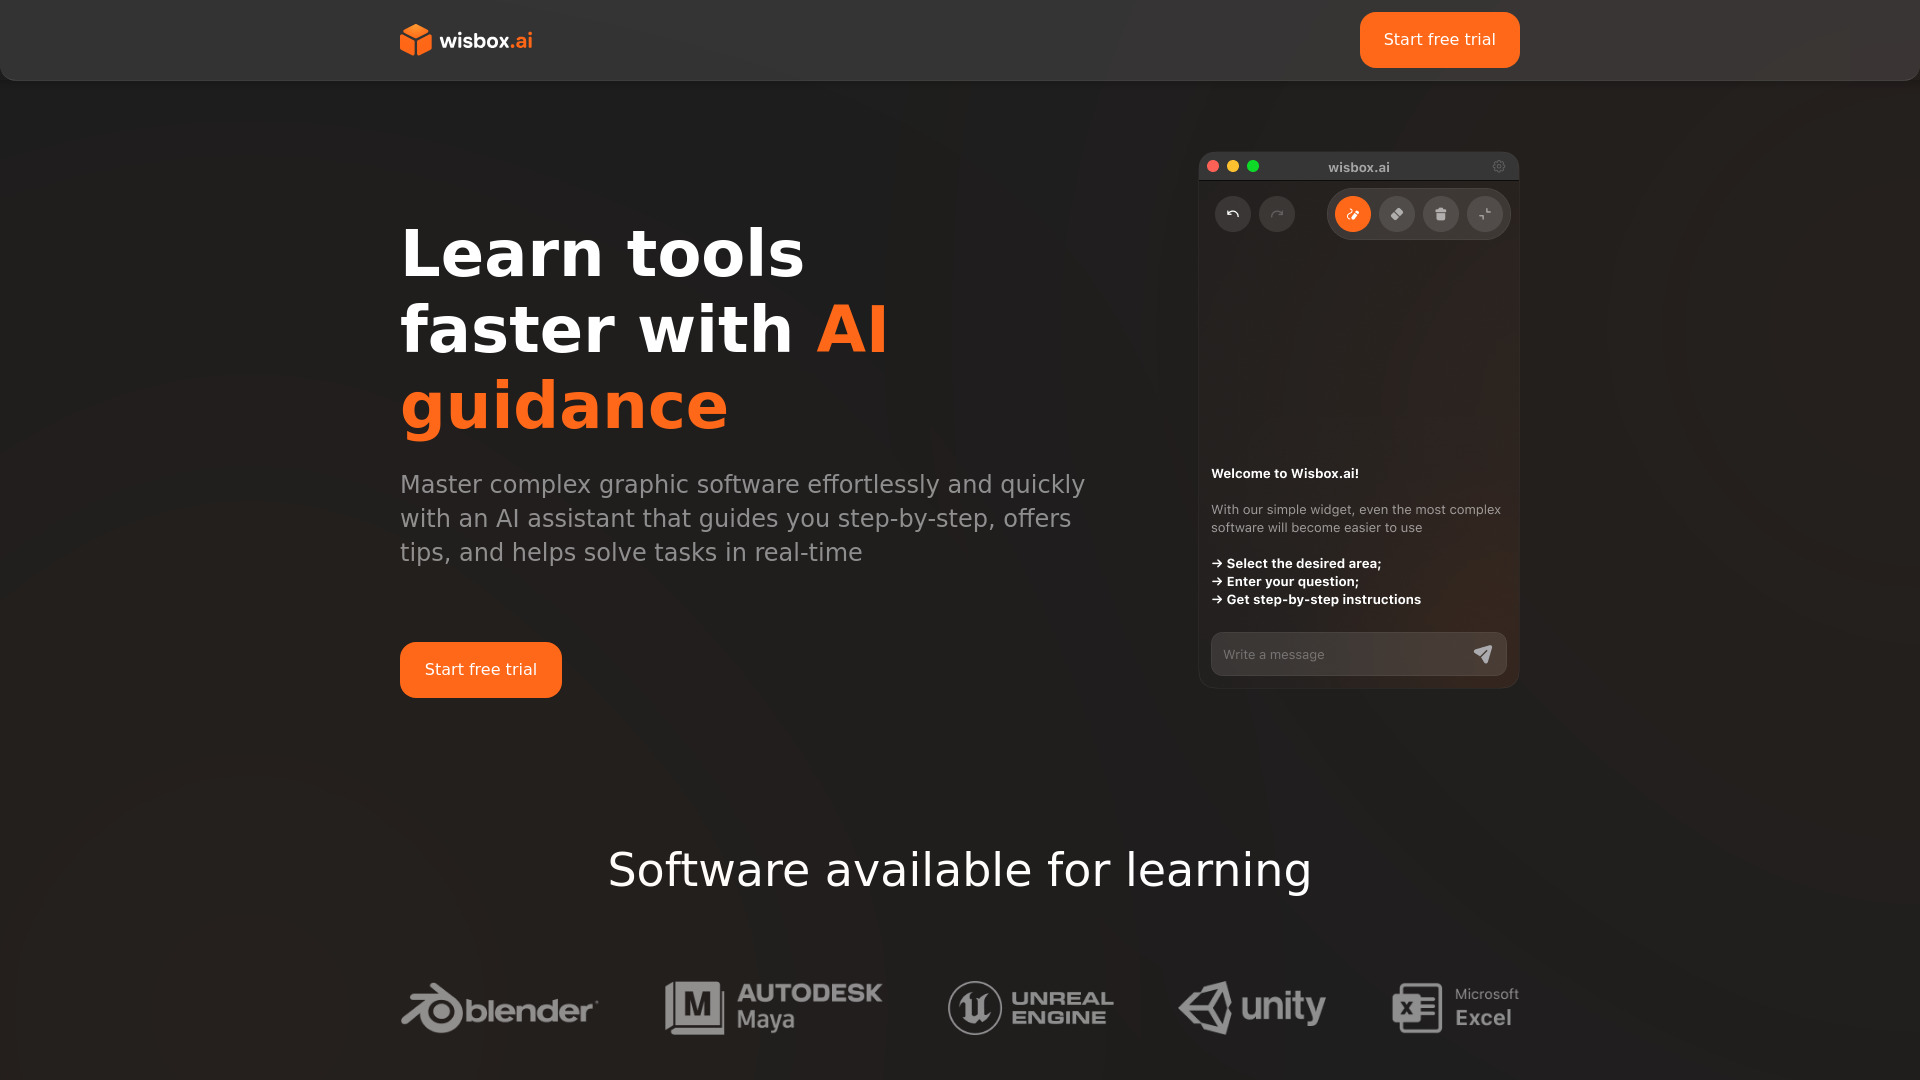 wisbox.ai
Start free trial
Learn tools
faster with AI
guidance
Master complex graphic software effortlessly and quickly
with an AI assistant that guides you step-by-step, offers
tips, and helps solve tasks in real-time
Start free trial
wisbox.ai
Welcome to Wisbox.ai!
With our simple widget, even the most complex
software will become easier to use
→ Select the desired area;
→ Enter your question;
→ Get step-by-step instructions
Write a message
Software available for learning
blender
M AUTODESK
Maya
UNREAL
ENGINE
unity
X Microsoft
Excel